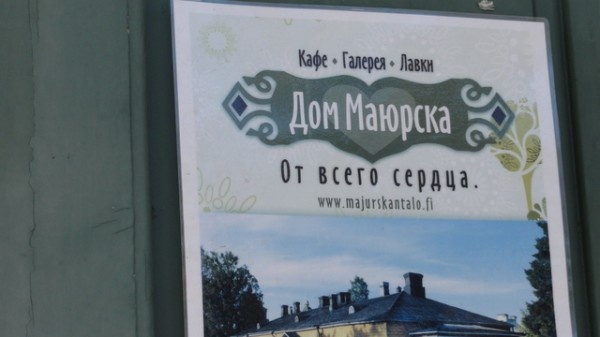 Кафе • Галерея • Лавки
Дом Маюрска
От всего сердца.
www.majurskantalo.fi